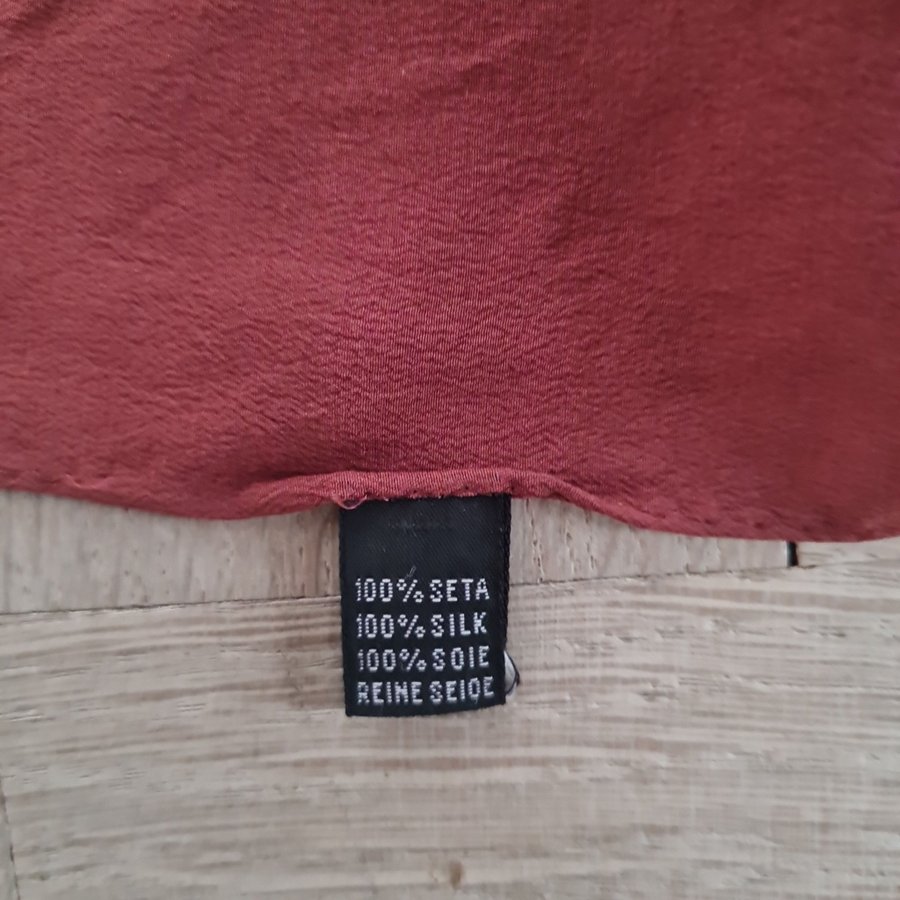 100% SETA
100% SILK
100% SOIE
REINE SEIDE